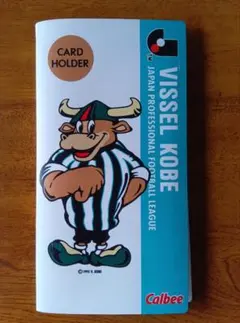 CARD
HOLDER
VISSEL KOBE
JAPAN PROFESSIONAL FOOTBALL LEAGUE
Calbee